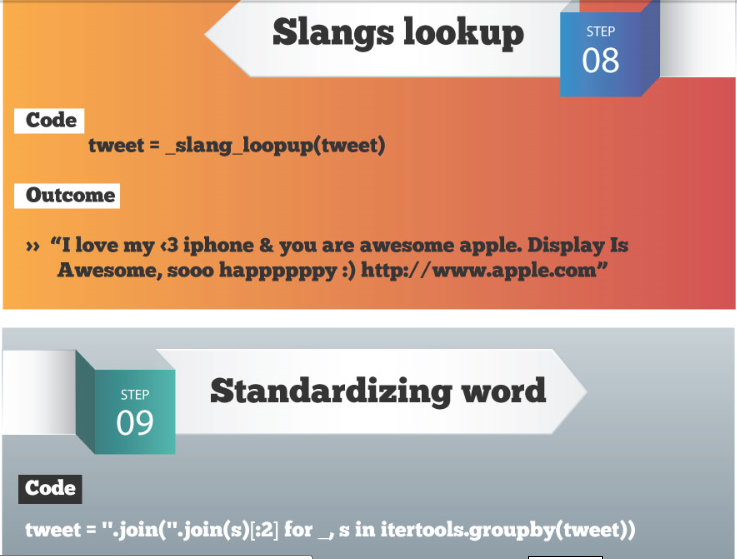 Slangs lookup
STEP
08
Code
tweet = _slang_loopup(tweet)
Outcome
›› “I love my <3 iphone & you are awesome apple. Display Is
Awesome, sooo happppppy :) http://www.apple.com”
STEP
09
Standardizing word
Code
tweet = ''.join(''.join(s)[:2] for _, s in itertools.groupby(tweet))